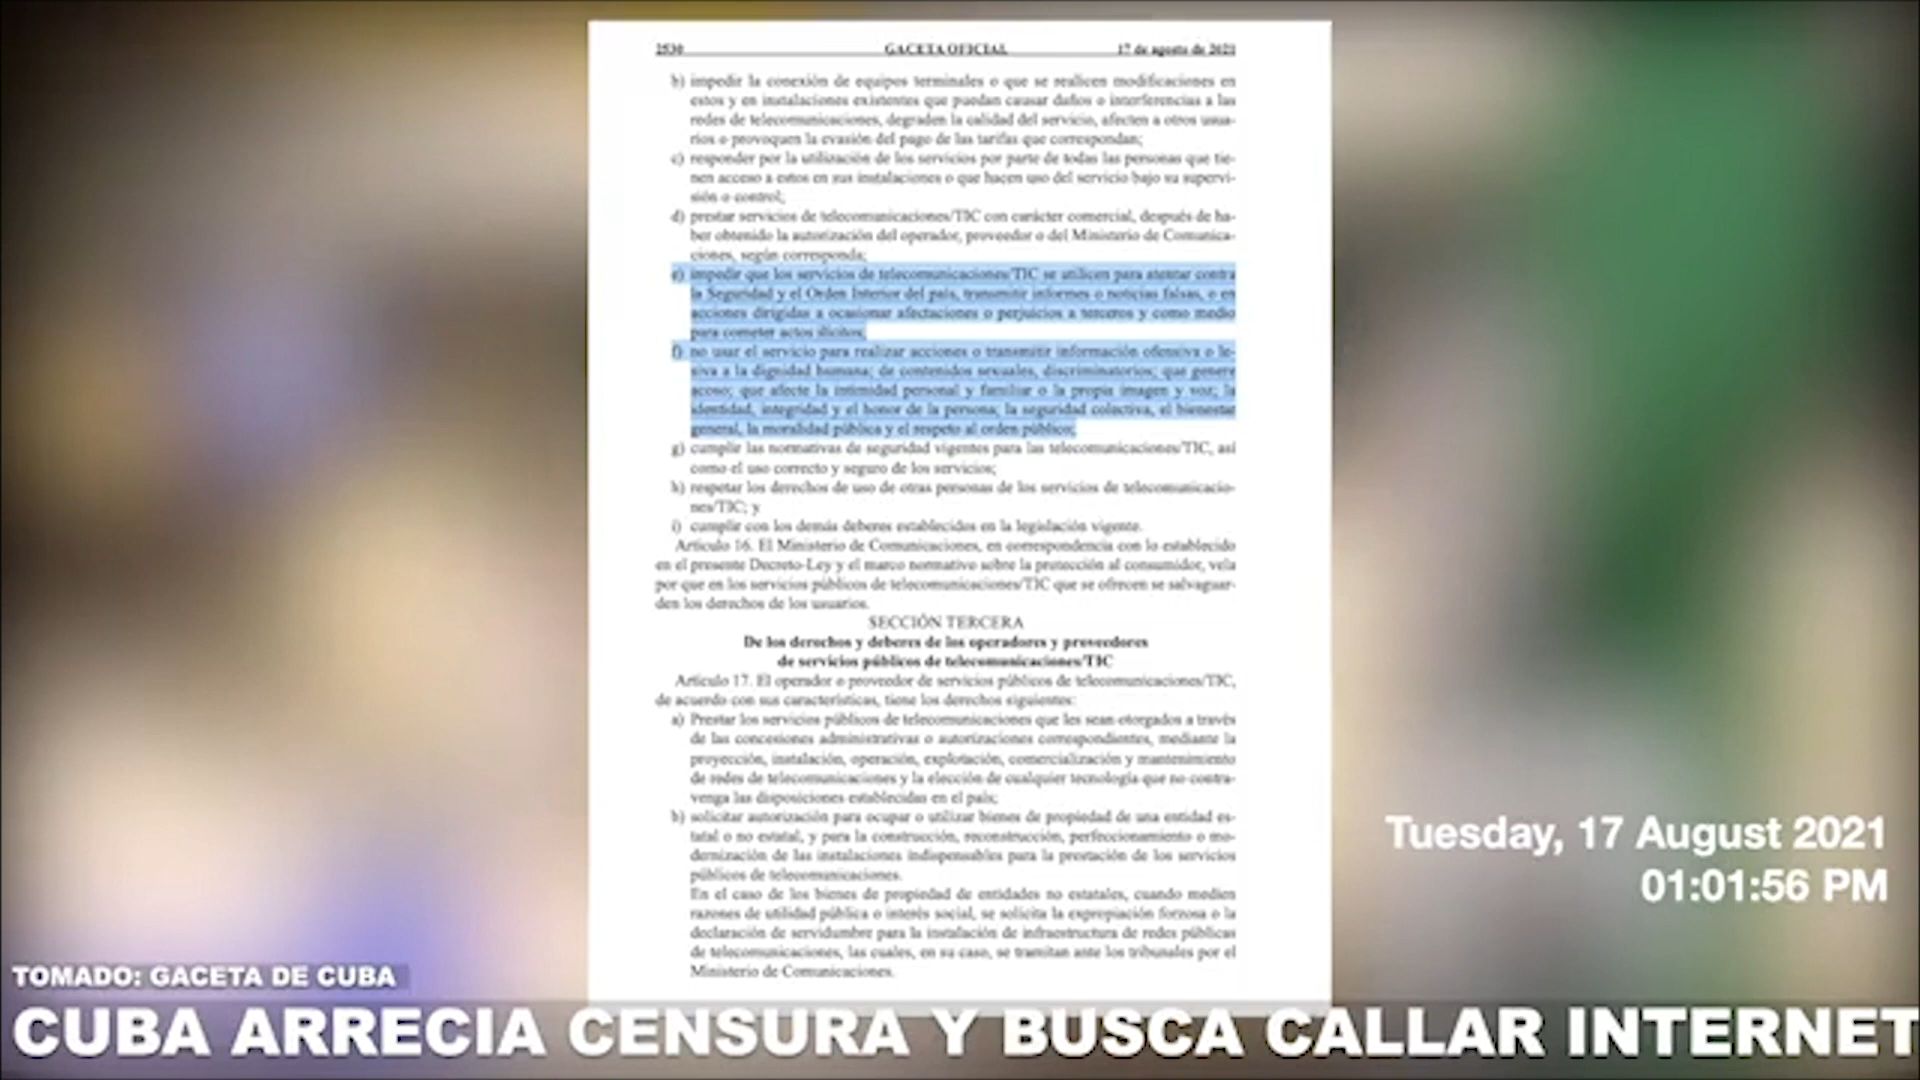 2530 GACETA OFICIAL 17 de agosto de 2021
b) impedir la conexión de equipos terminales o que se realicen modificaciones en
estos y en instalaciones existentes que puedan causar daños o interferencias a las
redes de telecomunicaciones, degraden la calidad del servicio, afecten a otros usua-
rios o provoquen la evasión del pago de las tarifas que correspondan;
c) responder por la utilización de los servicios por parte de todas las personas que tie-
nen acceso a estos en sus instalaciones o que hacen uso del servicio bajo su supervi-
sión o control;
d) prestar servicios de telecomunicaciones/TIC con carácter comercial, después de ha-
ber obtenido la autorización del operador, proveedor o del Ministerio de Comunica-
ciones, según corresponda;
e) impedir que los servicios de telecomunicaciones/TIC se utilicen para atentar contra
la Seguridad y el Orden Interior del país, transmitir informes o noticias falsas, o en
acciones dirigidas a ocasionar afectaciones o perjuicios a terceros y como medio
para cometer actos ilícitos;
f) no usar el servicio para realizar acciones o transmitir información ofensiva o le-
siva a la dignidad humana; de contenidos sexuales, discriminatorios; que genere
acoso; que afecte la intimidad personal y familiar o la propia imagen y voz; la
identidad, integridad y el honor de la persona; la seguridad colectiva, el bienestar
general, la moralidad pública y el respeto al orden público;
g) cumplir las normativas de seguridad vigentes para las telecomunicaciones/TIC, así
como el uso correcto y seguro de los servicios;
h) respetar los derechos de uso de otras personas de los servicios de telecomunicacio-
nes/TIC; y
i) cumplir con los demás deberes establecidos en la legislación vigente.
Artículo 16. El Ministerio de Comunicaciones, en correspondencia con lo establecido
en el presente Decreto-Ley y el marco normativo sobre la protección al consumidor, vela
por que en los servicios públicos de telecomunicaciones/TIC que se ofrecen se salvaguar-
den los derechos de los usuarios.
SECCIÓN TERCERA
De los derechos y deberes de los operadores y proveedores
de servicios públicos de telecomunicaciones/TIC
Artículo 17. El operador o proveedor de servicios públicos de telecomunicaciones/TIC,
de acuerdo con sus características, tiene los derechos siguientes:
a) Prestar los servicios públicos de telecomunicaciones que les sean otorgados a través
de las concesiones administrativas o autorizaciones correspondientes, mediante la
proyección, instalación, operación, explotación, comercialización y mantenimiento
de redes de telecomunicaciones y la elección de cualquier tecnología que no contra-
venga las disposiciones establecidas en el país;
b) solicitar autorización para ocupar o utilizar bienes de propiedad de una entidad es-
tatal o no estatal, y para la construcción, reconstrucción, perfeccionamiento o mo-
dernización de las instalaciones indispensables para la prestación de los servicios
públicos de telecomunicaciones.
En el caso de los bienes de propiedad de entidades no estatales, cuando medien
razones de utilidad pública o interés social, se solicita la expropiación forzosa o la
declaración de servidumbre para la instalación de infraestructura de redes públicas
de telecomunicaciones, las cuales, en su caso, se tramitan ante los tribunales por el
Ministerio de Comunicaciones.
Tuesday, 17 August 2021
01:01:56 PM
TOMADO: GACETA DE CUBA
CUBA ARRECIA CENSURA Y BUSCA CALLAR INTERNET